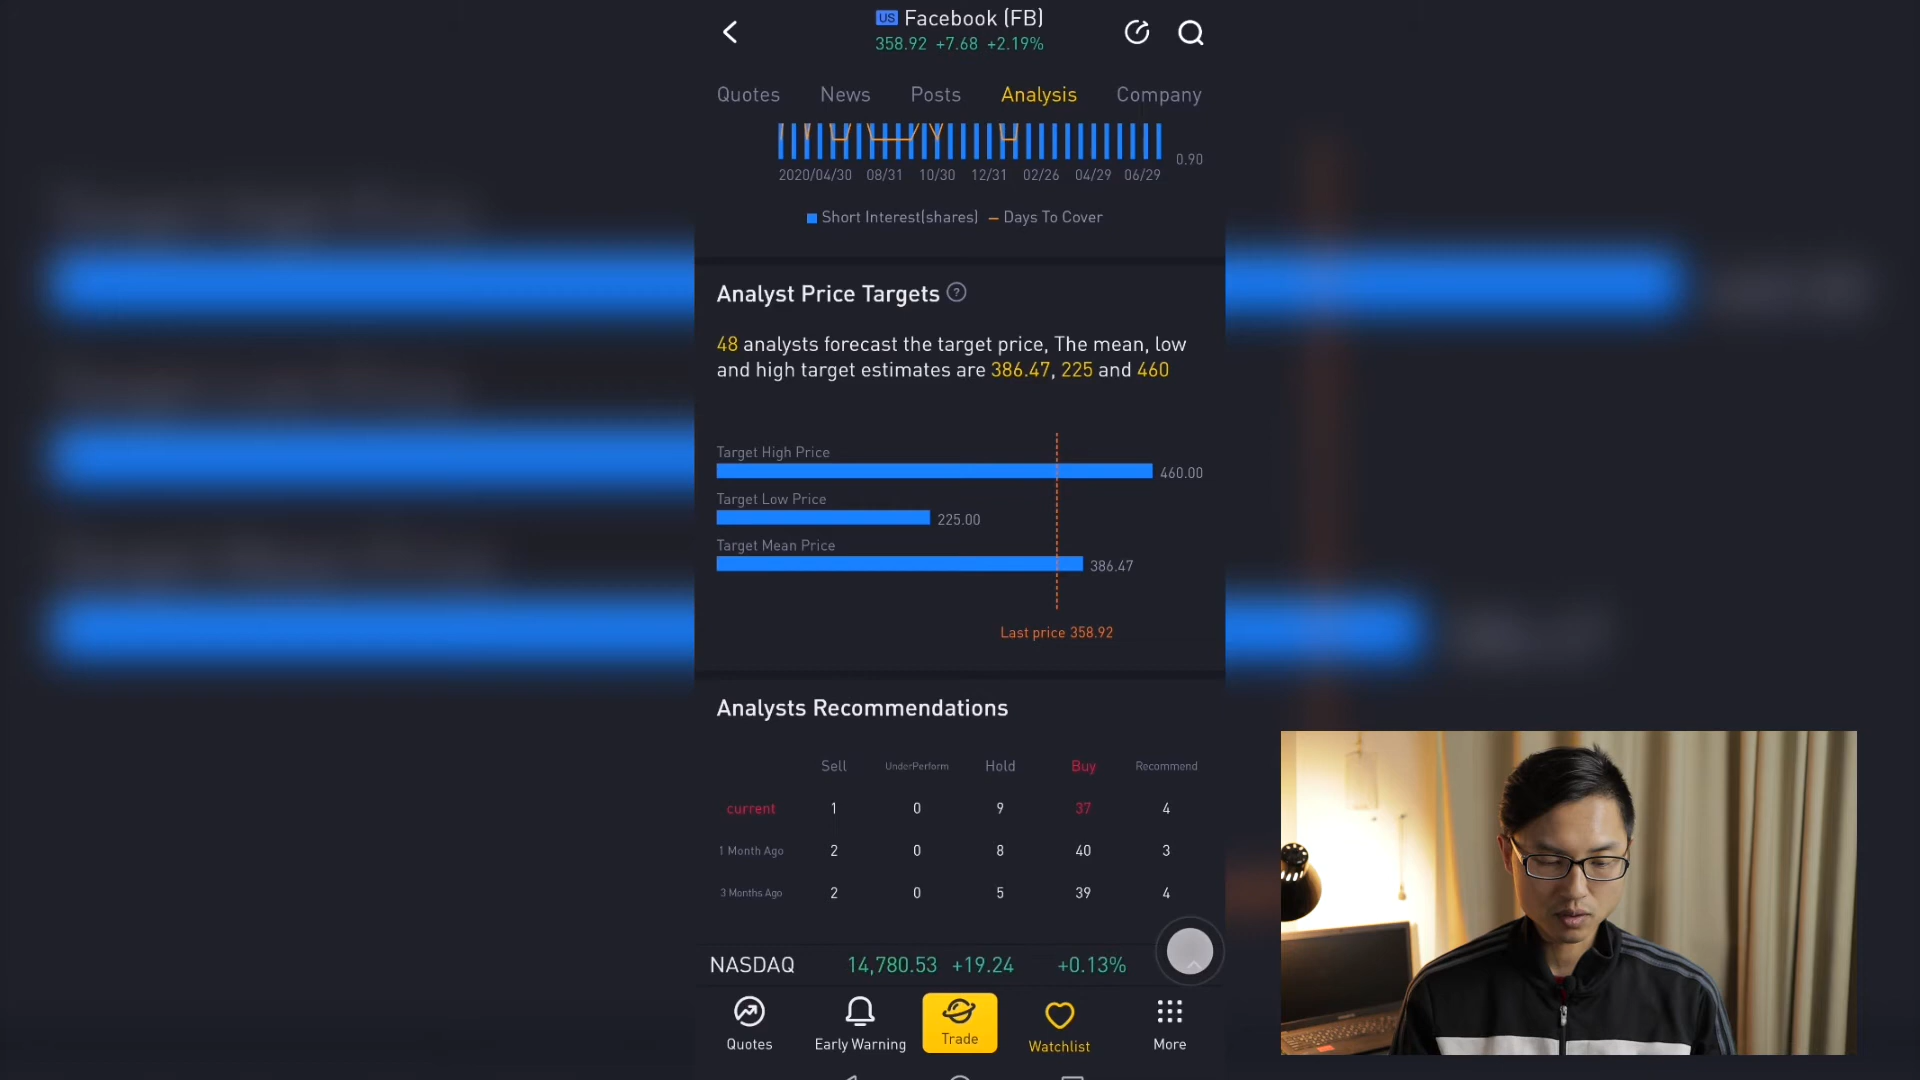 US Facebook (FB)
358.92 +7.68 +2.19%
Quotes News Posts Analysis Company
0.90
2020/04/30 08/31 10/30 12/31 02/26 04/29 06/29
Short Interest(shares) Days To Cover
Analyst Price Targets ?
48 analysts forecast the target price, The mean, low
and high target estimates are 386.47, 225 and 460
Target High Price
460.00
Target Low Price
225.00
Target Mean Price
386.47
Last price 358.92
Analysts Recommendations
Sell UnderPerform Hold Buy Recommend
current 1 0 9 37 4
1 Month Ago 2 0 8 40 3
3 Months Ago 2 0 5 39 4
NASDAQ 14,780.53 +19.24 +0.13%
Quotes Early Warning Trade Watchlist More